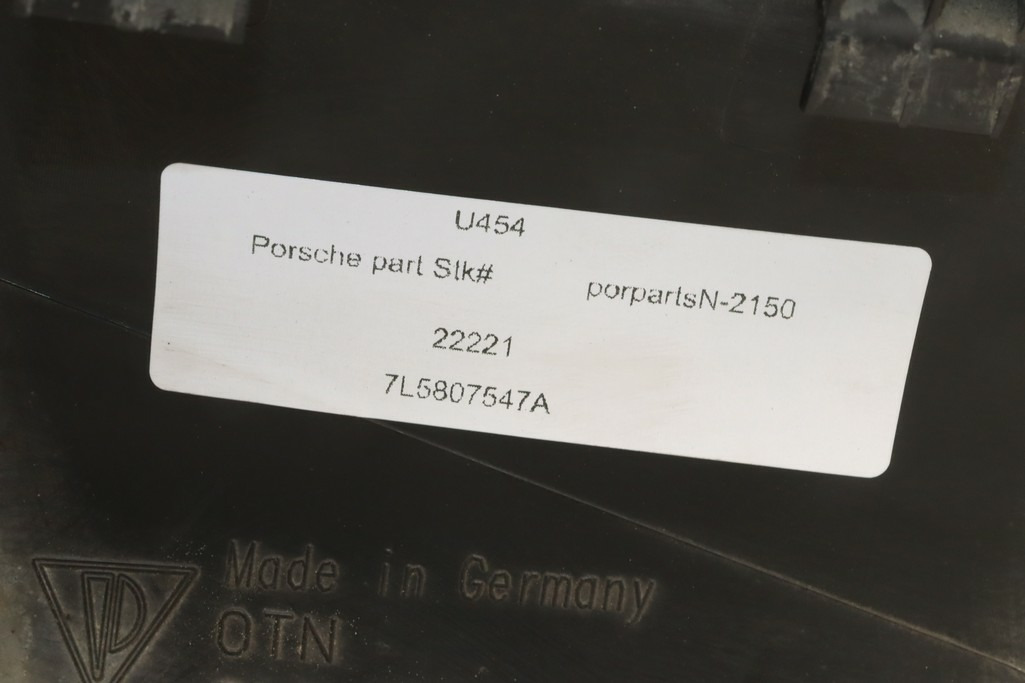 U454
Porsche part Stk# porpartsN-2150
22221
7L5807547A
Made in Germany
OTN